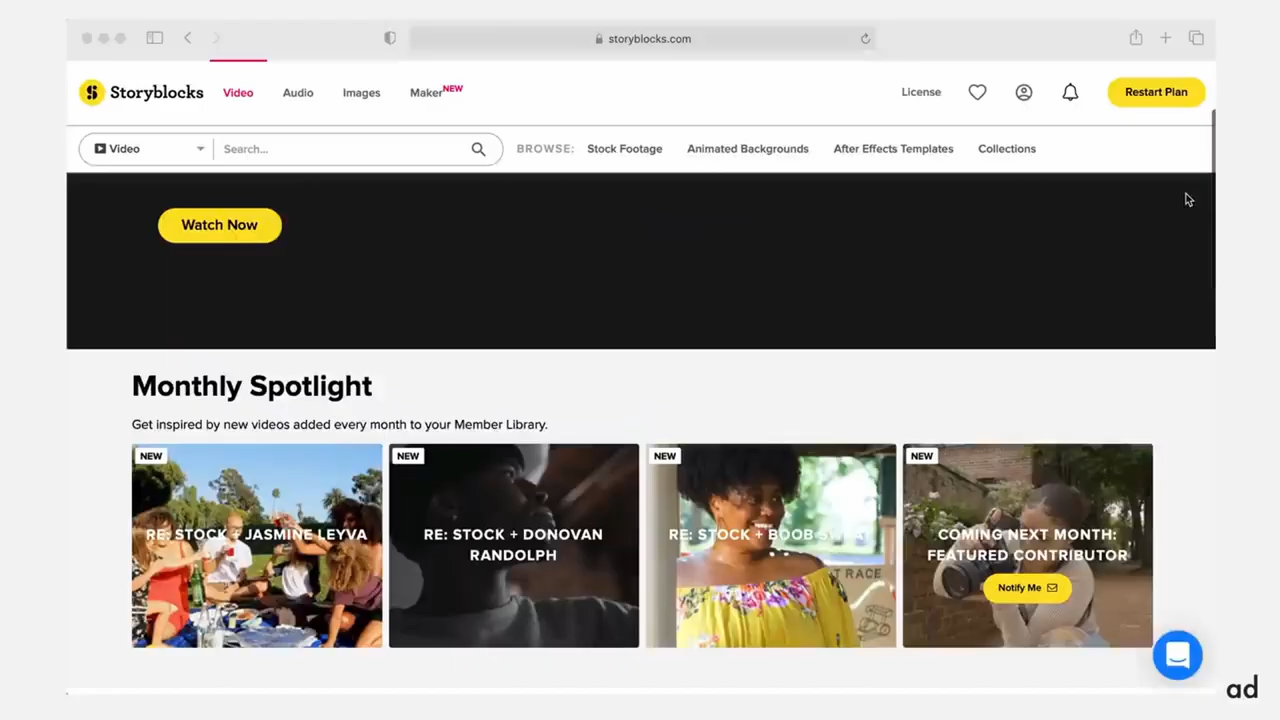 storyblocks.com
Storyblocks Video Audio Images Maker NEW License Restart Plan
Video Search... BROWSE: Stock Footage Animated Backgrounds After Effects Templates Collections
Watch Now
Monthly Spotlight
Get inspired by new videos added every month to your Member Library.
NEW NEW NEW NEW
RE: STOCK + JASMINE LEYVA
RE: STOCK + DONOVAN
RANDOLPH
RE: STOCK + BOOB SWEAT
T RACE
COMING NEXT MONTH:
FEATURED CONTRIBUTOR
Notify Me
ad